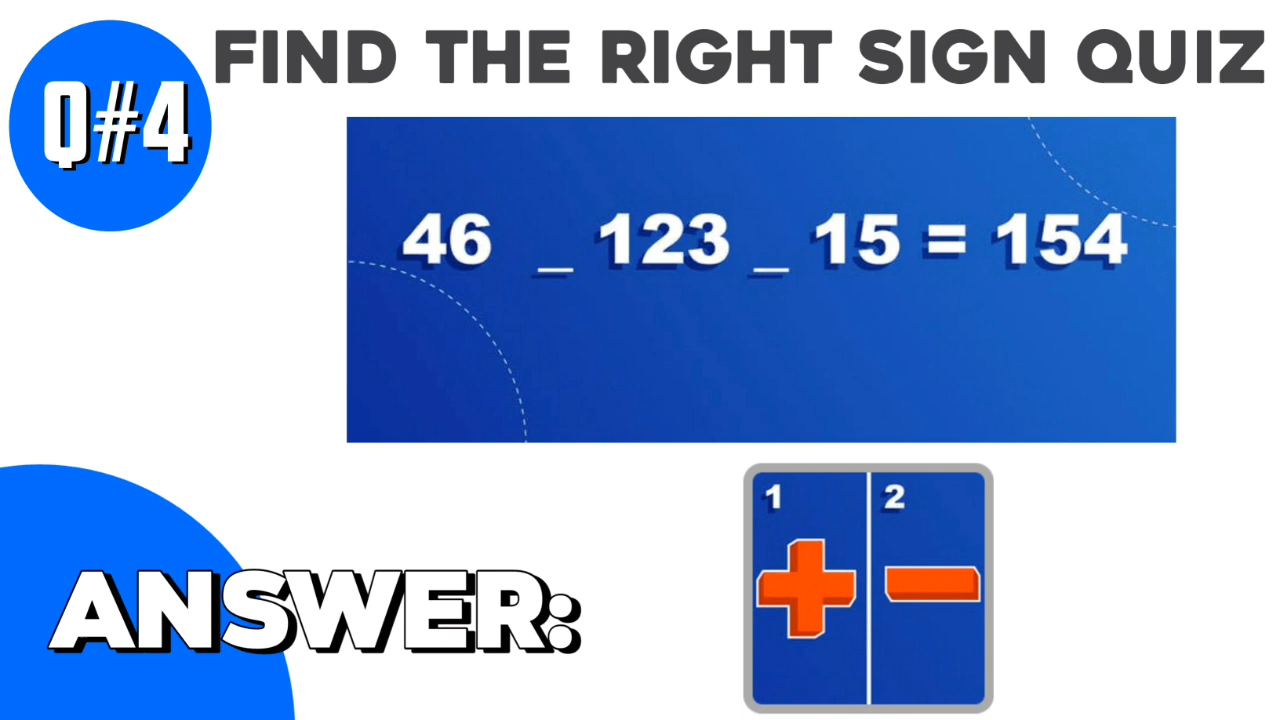 FIND THE RIGHT SIGN QUIZ
Q#4
46 _ 123 _ 15 = 154
1 2
+ -
ANSWER: